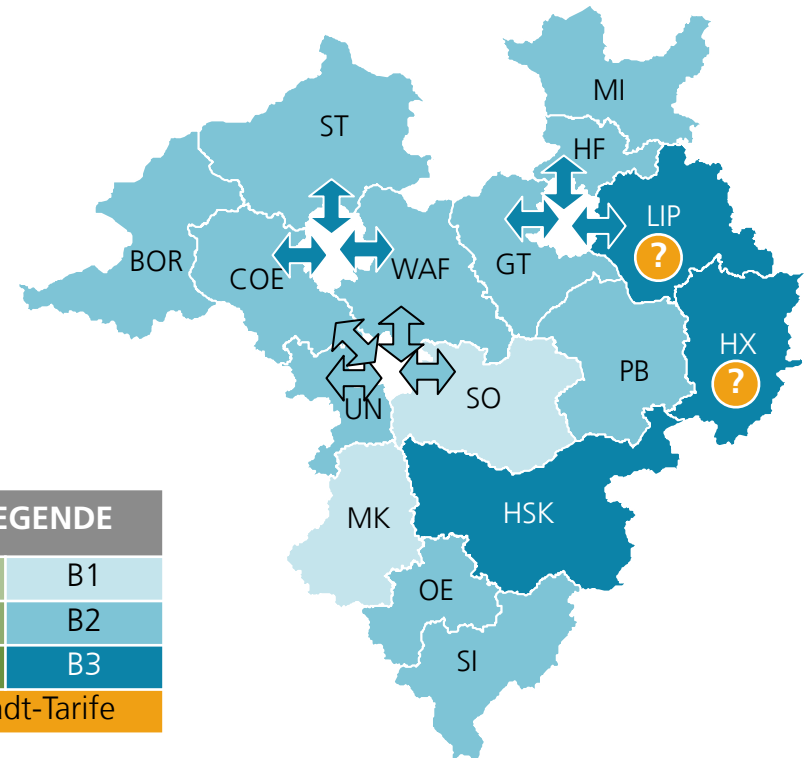 MI
ST
HF
LIP
?
BOR
COE
WAF
GT
HX
?
PB
SO
UN
MK
HSK
OE
SI
EGENDE
B1
B2
B3
dt-Tarife